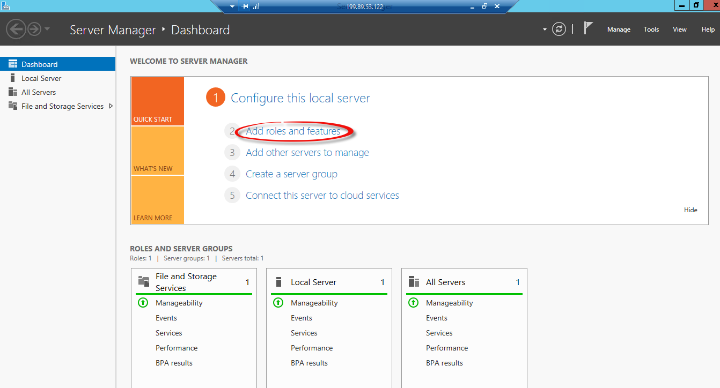 199.89.55.122
Server Manager ‣ Dashboard
Manage Tools View Help
Dashboard
Local Server
All Servers
File and Storage Services
WELCOME TO SERVER MANAGER
QUICK START
WHAT'S NEW
LEARN MORE
1 Configure this local server
2 Add roles and features
3 Add other servers to manage
4 Create a server group
5 Connect this server to cloud services
Hide
ROLES AND SERVER GROUPS
Roles: 1 | Server groups: 1 | Servers total: 1
File and Storage
Services 1
Manageability
Events
Services
Performance
BPA results
Local Server 1
Manageability
Events
Services
Performance
BPA results
All Servers 1
Manageability
Events
Services
Performance
BPA results